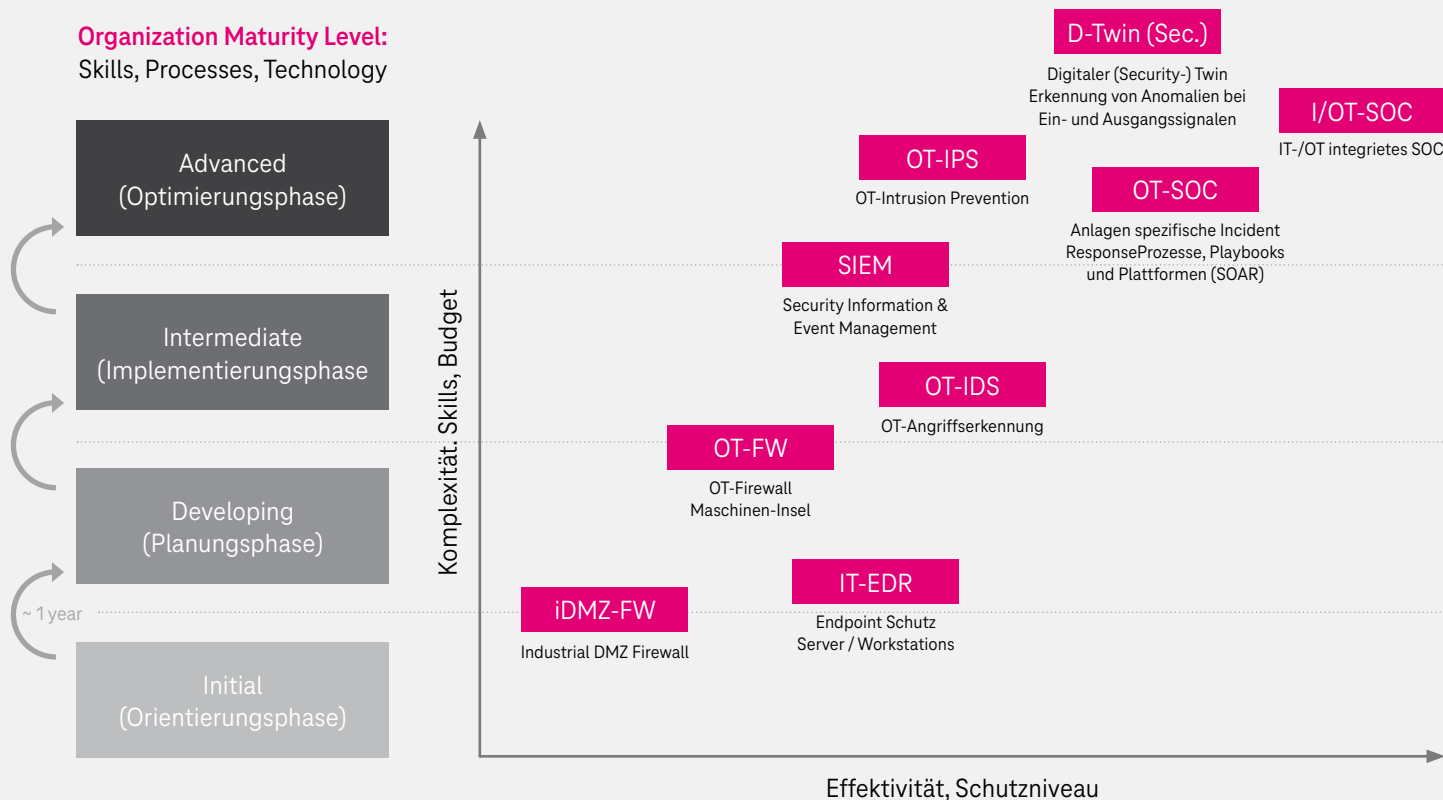 Organization Maturity Level:
Skills, Processes, Technology
Advanced
(Optimierungsphase)
Intermediate
(Implementierungsphase
Developing
(Planungsphase)
~ 1 year
Initial
(Orientierungsphase)
Komplexität. Skills, Budget
D-Twin (Sec.)
Digitaler (Security-) Twin
Erkennung von Anomalien bei
Ein- und Ausgangssignalen
I/OT-SOC
IT-/OT integrietes SOC
OT-IPS
OT-Intrusion Prevention
OT-SOC
Anlagen spezifische Incident
ResponseProzesse, Playbooks
und Plattformen (SOAR)
SIEM
Security Information &
Event Management
OT-IDS
OT-Angriffserkennung
OT-FW
OT-Firewall
Maschinen-Insel
IT-EDR
Endpoint Schutz
Server / Workstations
iDMZ-FW
Industrial DMZ Firewall
Effektivität, Schutzniveau